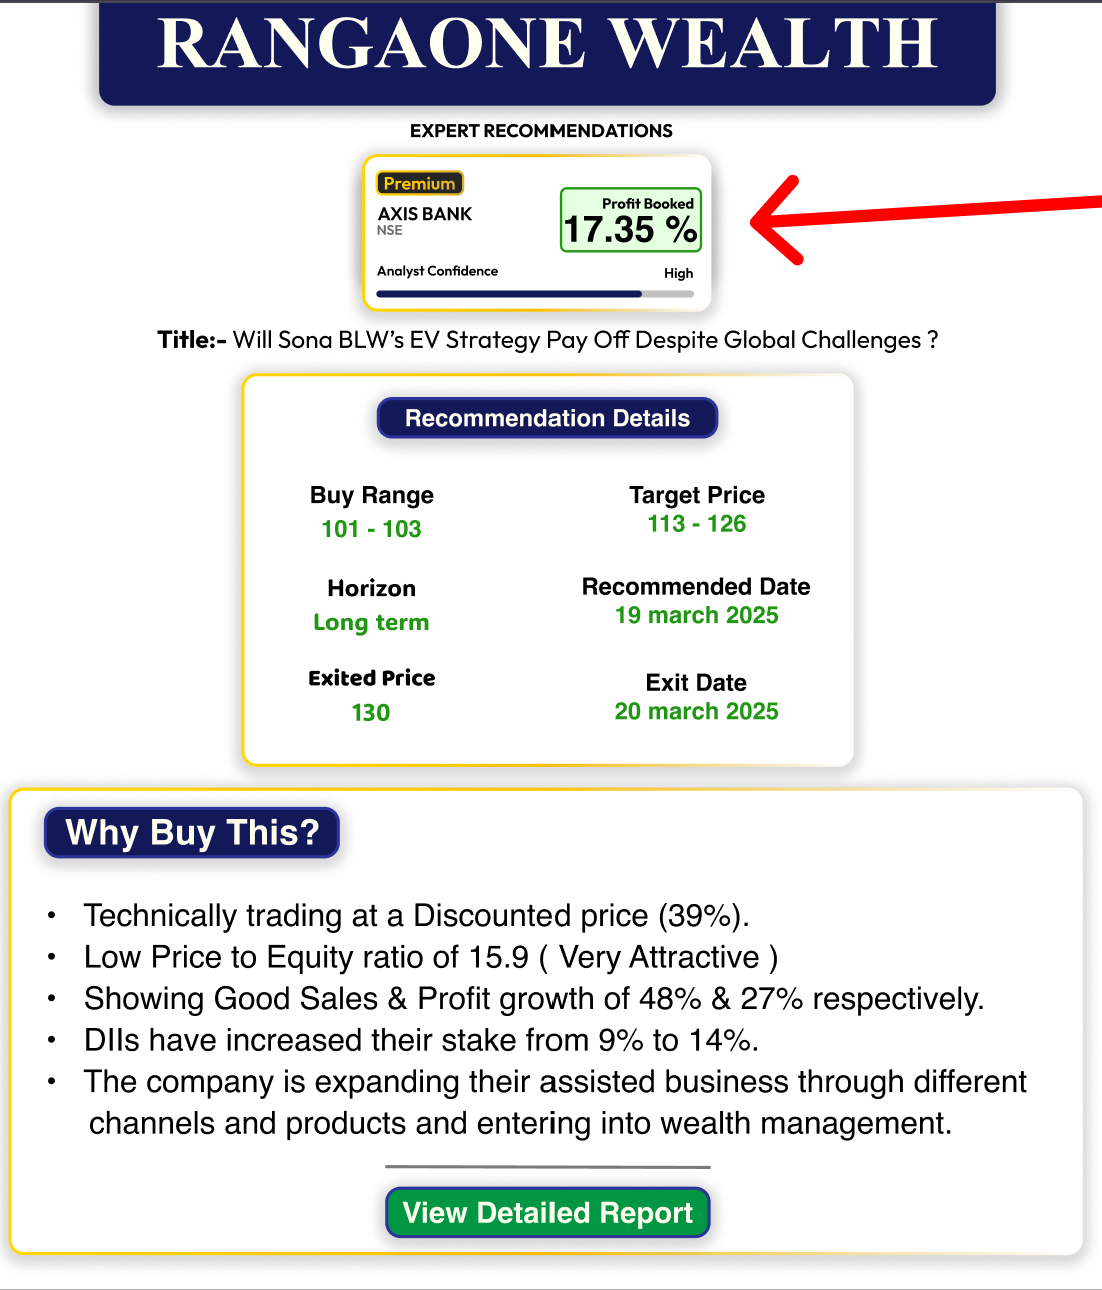 RANGAONE WEALTH
EXPERT RECOMMENDATIONS
Premium
AXIS BANK
NSE
Profit Booked
17.35 %
Analyst Confidence
High
Title:- Will Sona BLW's EV Strategy Pay Off Despite Global Challenges ?
Recommendation Details
Buy Range
101 - 103
Target Price
113 - 126
Horizon
Long term
Recommended Date
19 march 2025
Exited Price
130
Exit Date
20 march 2025
Why Buy This?
• Technically trading at a Discounted price (39%).
• Low Price to Equity ratio of 15.9 ( Very Attractive )
• Showing Good Sales & Profit growth of 48% & 27% respectively.
• DIIs have increased their stake from 9% to 14%.
• The company is expanding their assisted business through different
channels and products and entering into wealth management.
View Detailed Report